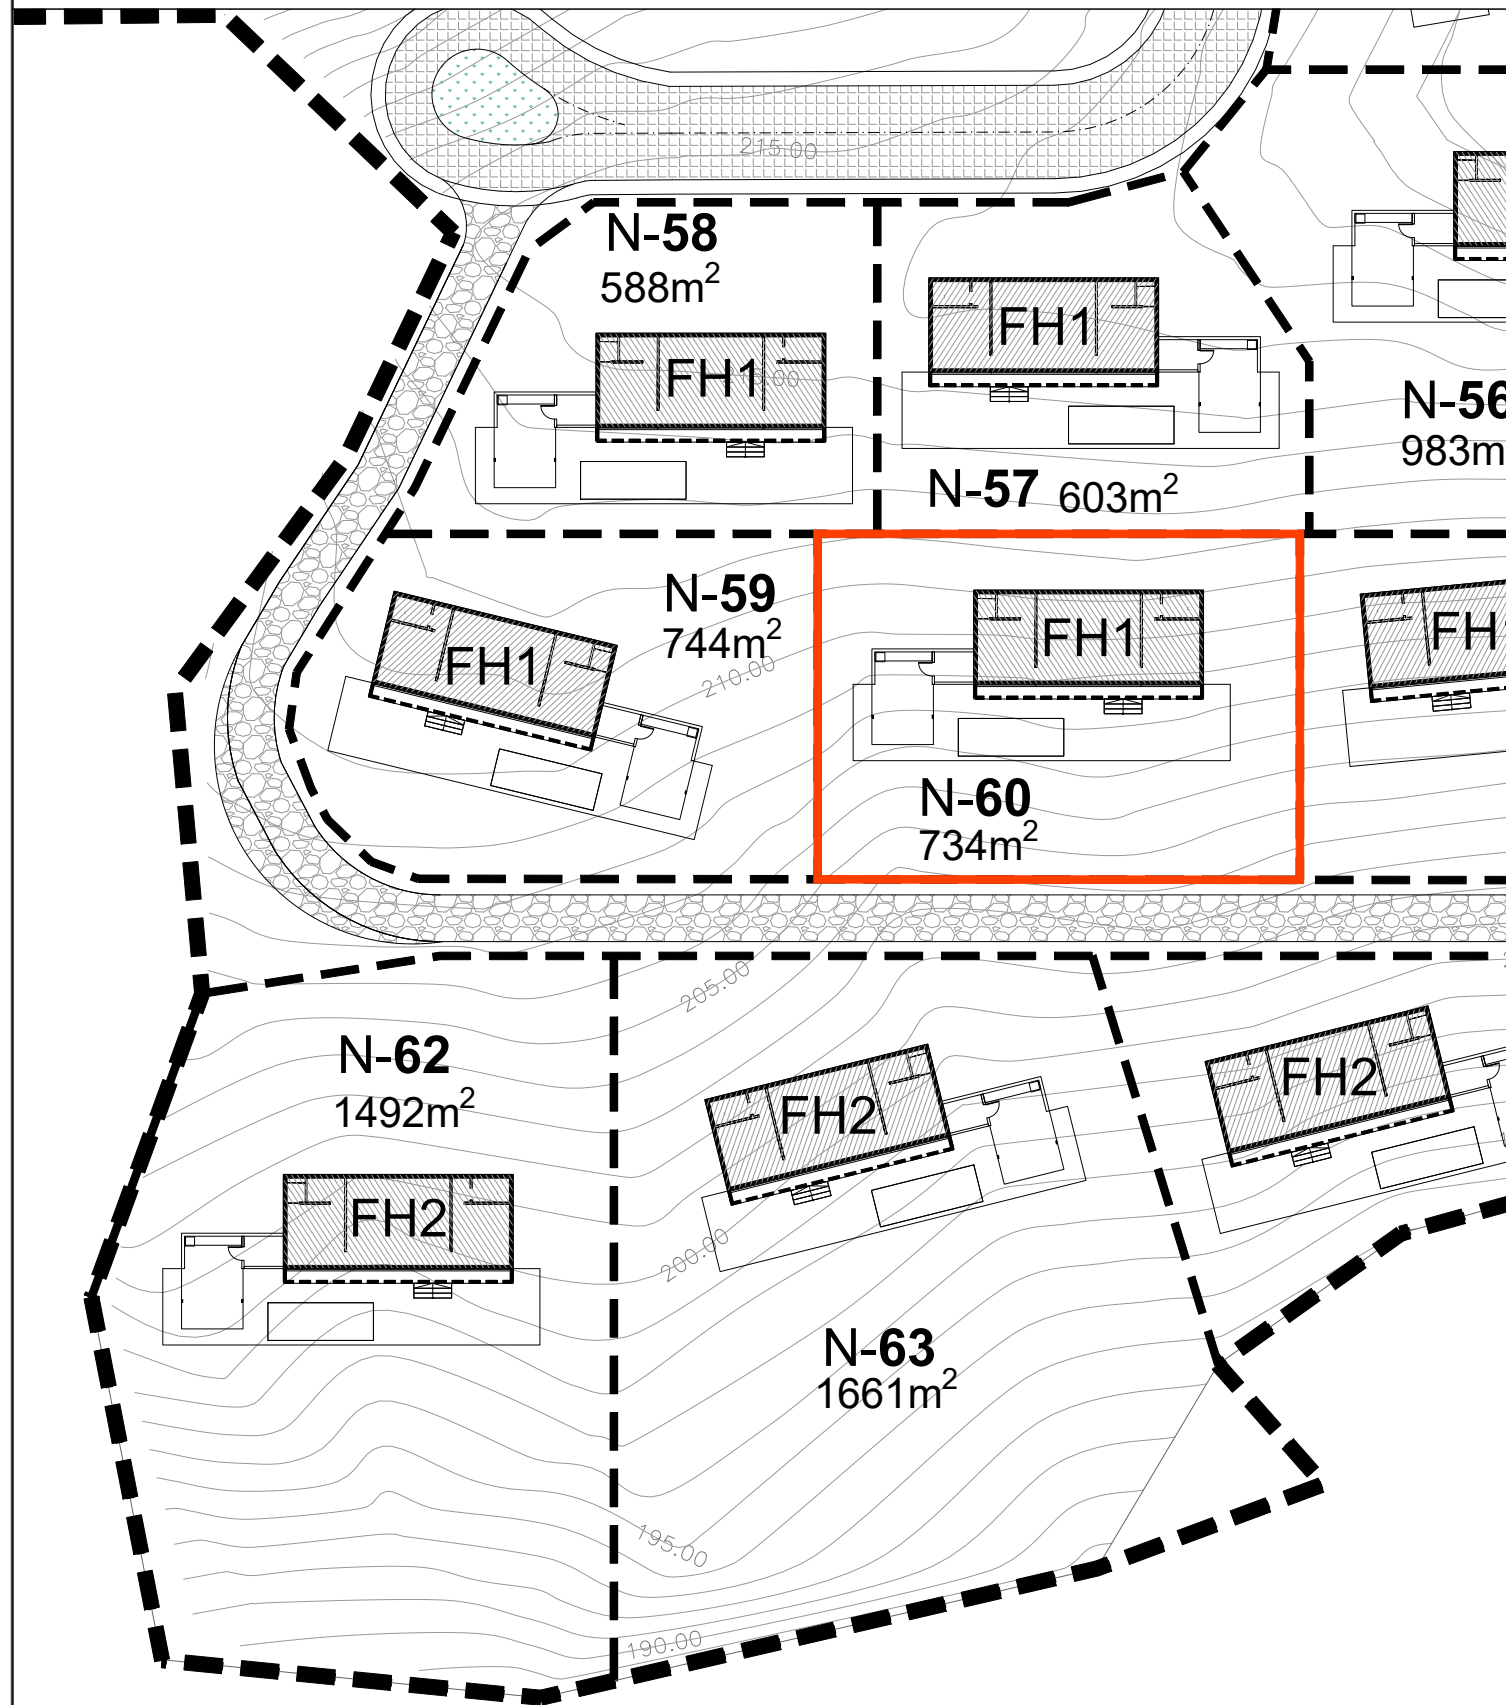 215.00
N-58
588m²
FH1
FH1
N-56
983m
N-57 603m²
N-59
744m²
210.00
FH1
FH1
FH1
N-60
734m²
205.00
N-62
1492m²
FH2
FH2
FH2
200.00
N-63
1661m²
195.00
190.00